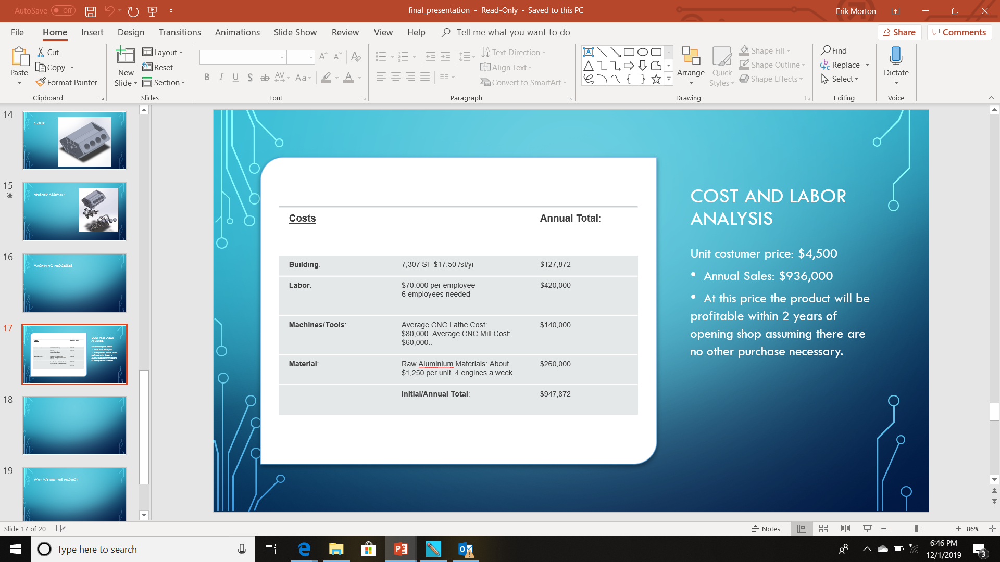 AutoSave Off
final_presentation - Read-Only - Saved to this PC
Erik Morton
File Home Insert Design Transitions Animations Slide Show Review View Help Tell me what you want to do
Share Comments
Paste
Cut
Copy
Format Painter
Clipboard
New
Slide
Layout
Reset
Section
Slides
B I U S ab AV Aa A
Font
Text Direction
Align Text
Convert to SmartArt
Paragraph
Arrange
Quick
Styles
Shape Fill
Shape Outline
Shape Effects
Drawing
Find
Replace
Select
Editing
Dictate
Voice
14
BLOCK
15
FINISHED ASSEMBLY
16
MACHINING PROCESSES
17
18
19
WHY WE DID THIS PROJECT
Costs Annual Total:
Building: 7,307 SF $17.50 /sf/yr $127,872
Labor: $70,000 per employee $420,000
6 employees needed
Machines/Tools: Average CNC Lathe Cost: $140,000
$80,000 Average CNC Mill Cost:
$60,000..
Material: Raw Aluminium Materials: About $260,000
$1,250 per unit. 4 engines a week.
Initial/Annual Total: $947,872
COST AND LABOR
ANALYSIS
Unit costumer price: $4,500
• Annual Sales: $936,000
• At this price the product will be
profitable within 2 years of
opening shop assuming there are
no other purchase necessary.
Slide 17 of 20
Notes
86%
Type here to search
6:46 PM
12/1/2019
3